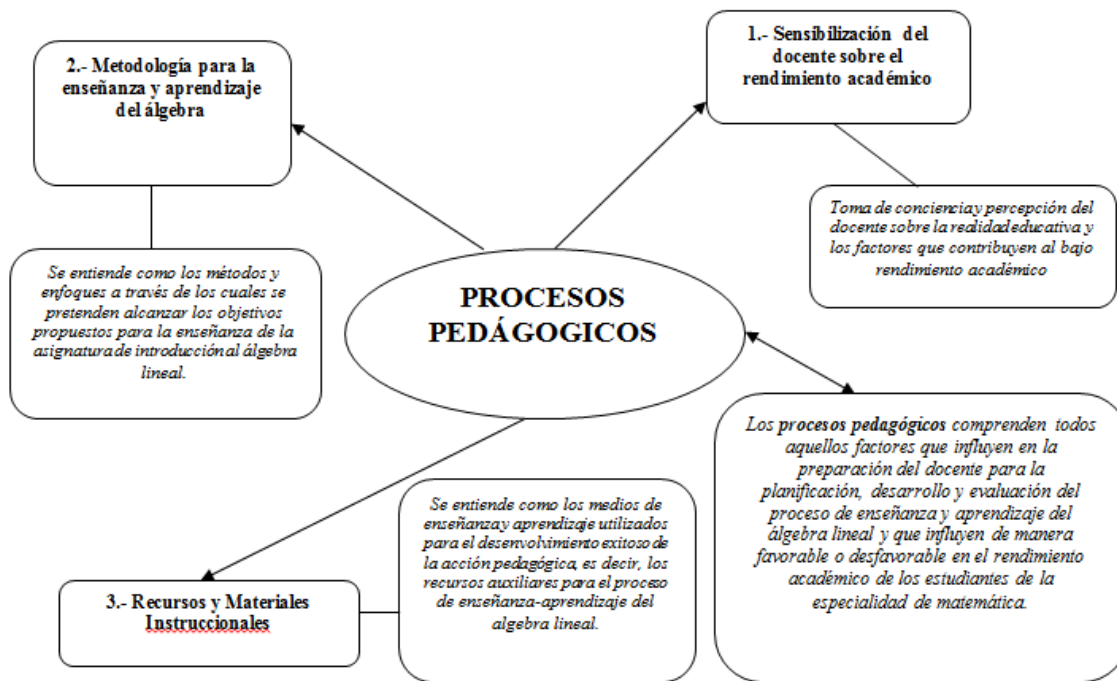 1.- Sensibilización del
docente sobre el
rendimiento académico
2.- Metodología para la
enseñanza y aprendizaje
del álgebra
Toma de conciencia y percepción del
docente sobre la realidad educativa y
los factores que contribuyen al bajo
rendimiento académico
Se entiende como los métodos y
enfoques a través de los cuales se
pretenden alcanzar los objetivos
propuestos para la enseñanza de la
asignatura de introducción al álgebra
lineal.
PROCESOS
PEDÁGOGICOS
Los procesos pedagógicos comprenden todos
aquellos factores que influyen en la
preparación del docente para la
planificación, desarrollo y evaluación del
proceso de enseñanza y aprendizaje del
álgebra lineal y que influyen de manera
favorable o desfavorable en el rendimiento
académico de los estudiantes de la
especialidad de matemática.
Se entiende como los medios de
enseñanza y aprendizaje utilizados
para el desenvolvimiento exitoso de
la acción pedagógica, es decir, los
recursos auxiliares para el proceso
de enseñanza-aprendizaje del
algebra lineal.
3.- Recursos y Materiales
Instruccionales